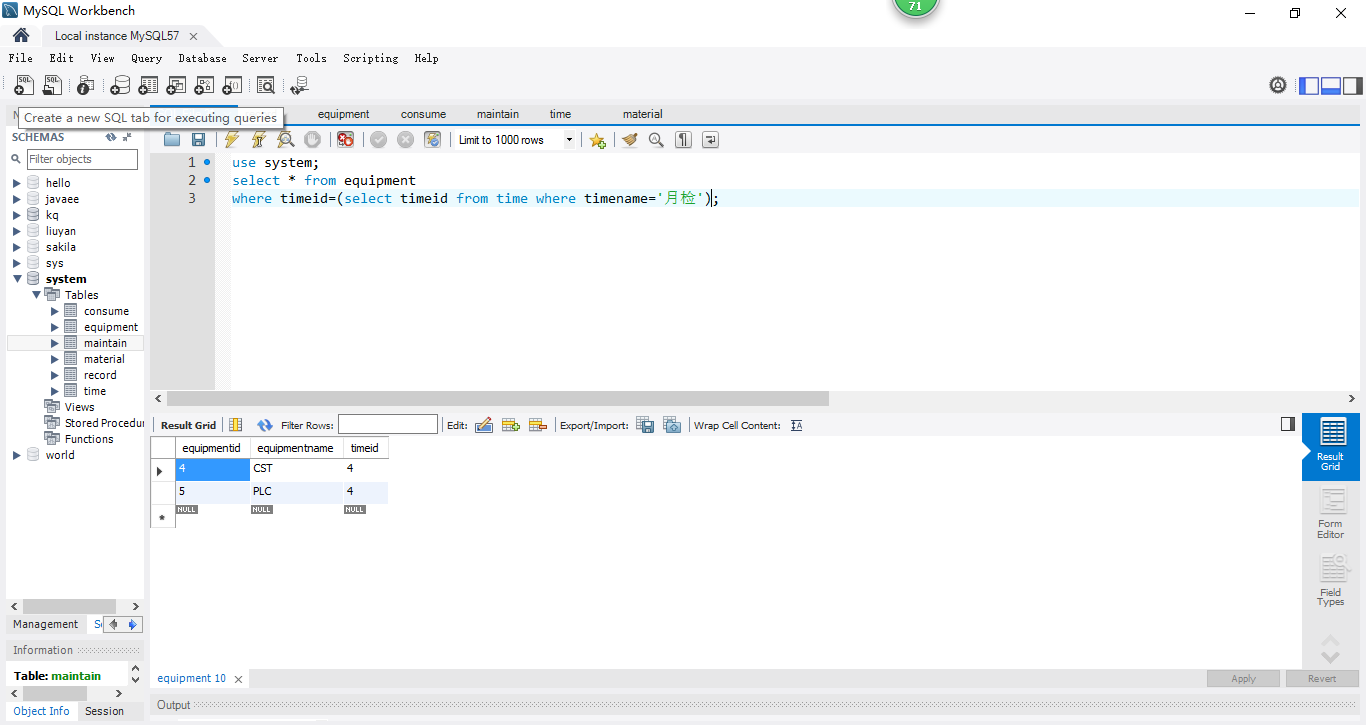 MySQL Workbench
71
Local instance MySQL57
File Edit View Query Database Server Tools Scripting Help
Create a new SQL tab for executing queries
equipment consume maintain time material
SCHEMAS
Filter objects
Limit to 1000 rows
hello
javaee
kq
liuyan
sakila
sys
system
Tables
consume
equipment
maintain
material
record
time
Views
Stored Procedur
Functions
world
1 use system;
2 select * from equipment
3 where timeid=(select timeid from time where timename='月检');
Result Grid Filter Rows: Edit: Export/Import: Wrap Cell Content: IA
equipmentid equipmentname timeid
4 CST 4
5 PLC 4
NULL NULL NULL
Result
Grid
Form
Editor
Field
Types
Management
Information
Table: maintain
Object Info Session
equipment 10
Apply Revert
Output